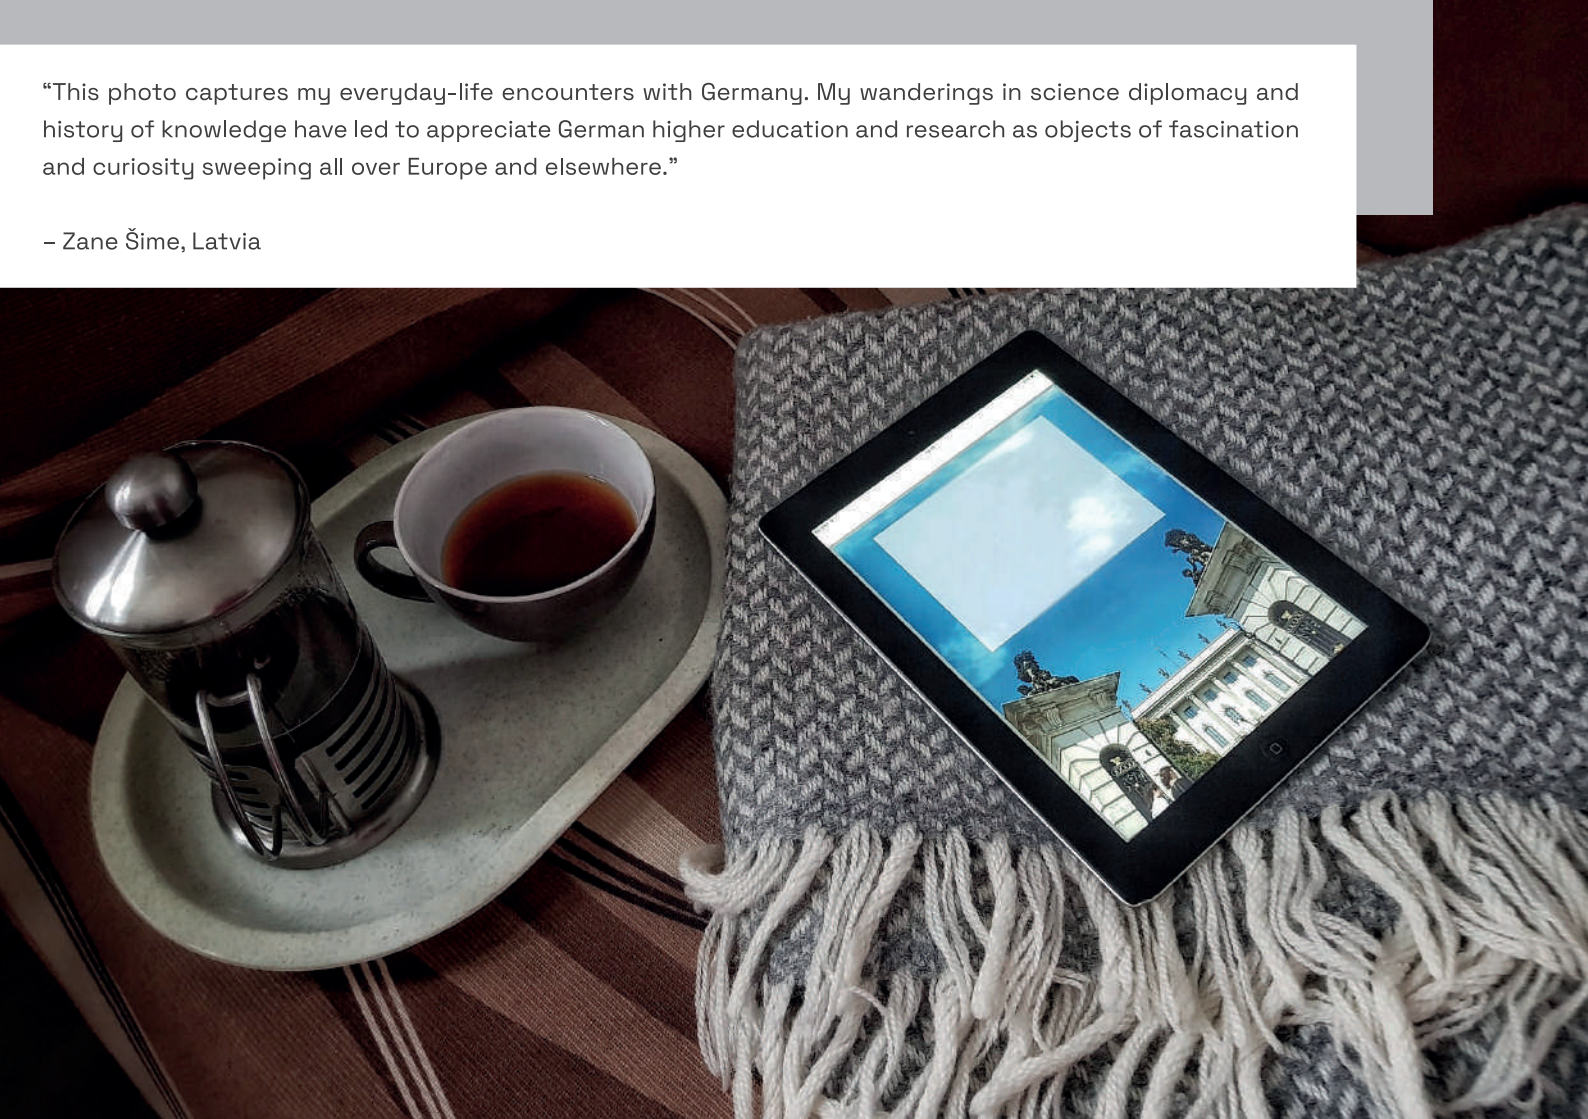 “This photo captures my everyday-life encounters with Germany. My wanderings in science diplomacy and
history of knowledge have led to appreciate German higher education and research as objects of fascination
and curiosity sweeping all over Europe and elsewhere.”
– Zane Šime, Latvia